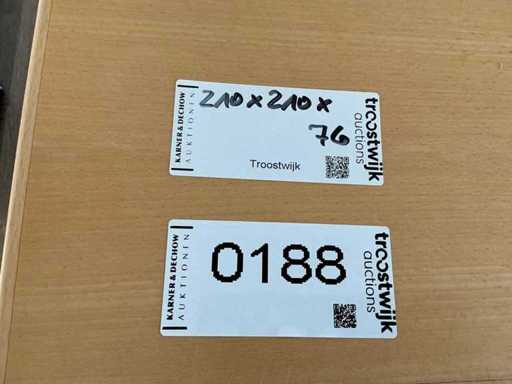 KARNER & DECHOW
AUKTIONEN
210 x 210 x
76
Troostwijk
troostwijk
auctions
KARNER & DECHOW
AUKTIONEN
0188
troostwijk
auctions